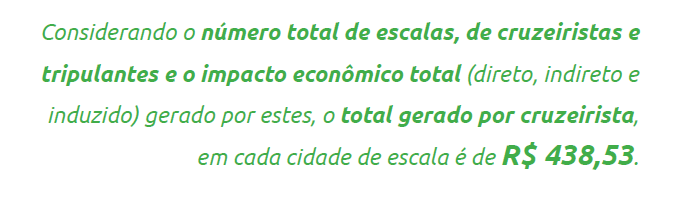 Considerando o número total de escalas, de cruzeiristas e
tripulantes e o impacto econômico total (direto, indireto e
induzido) gerado por estes, o total gerado por cruzeirista,
em cada cidade de escala é de R$ 438,53.